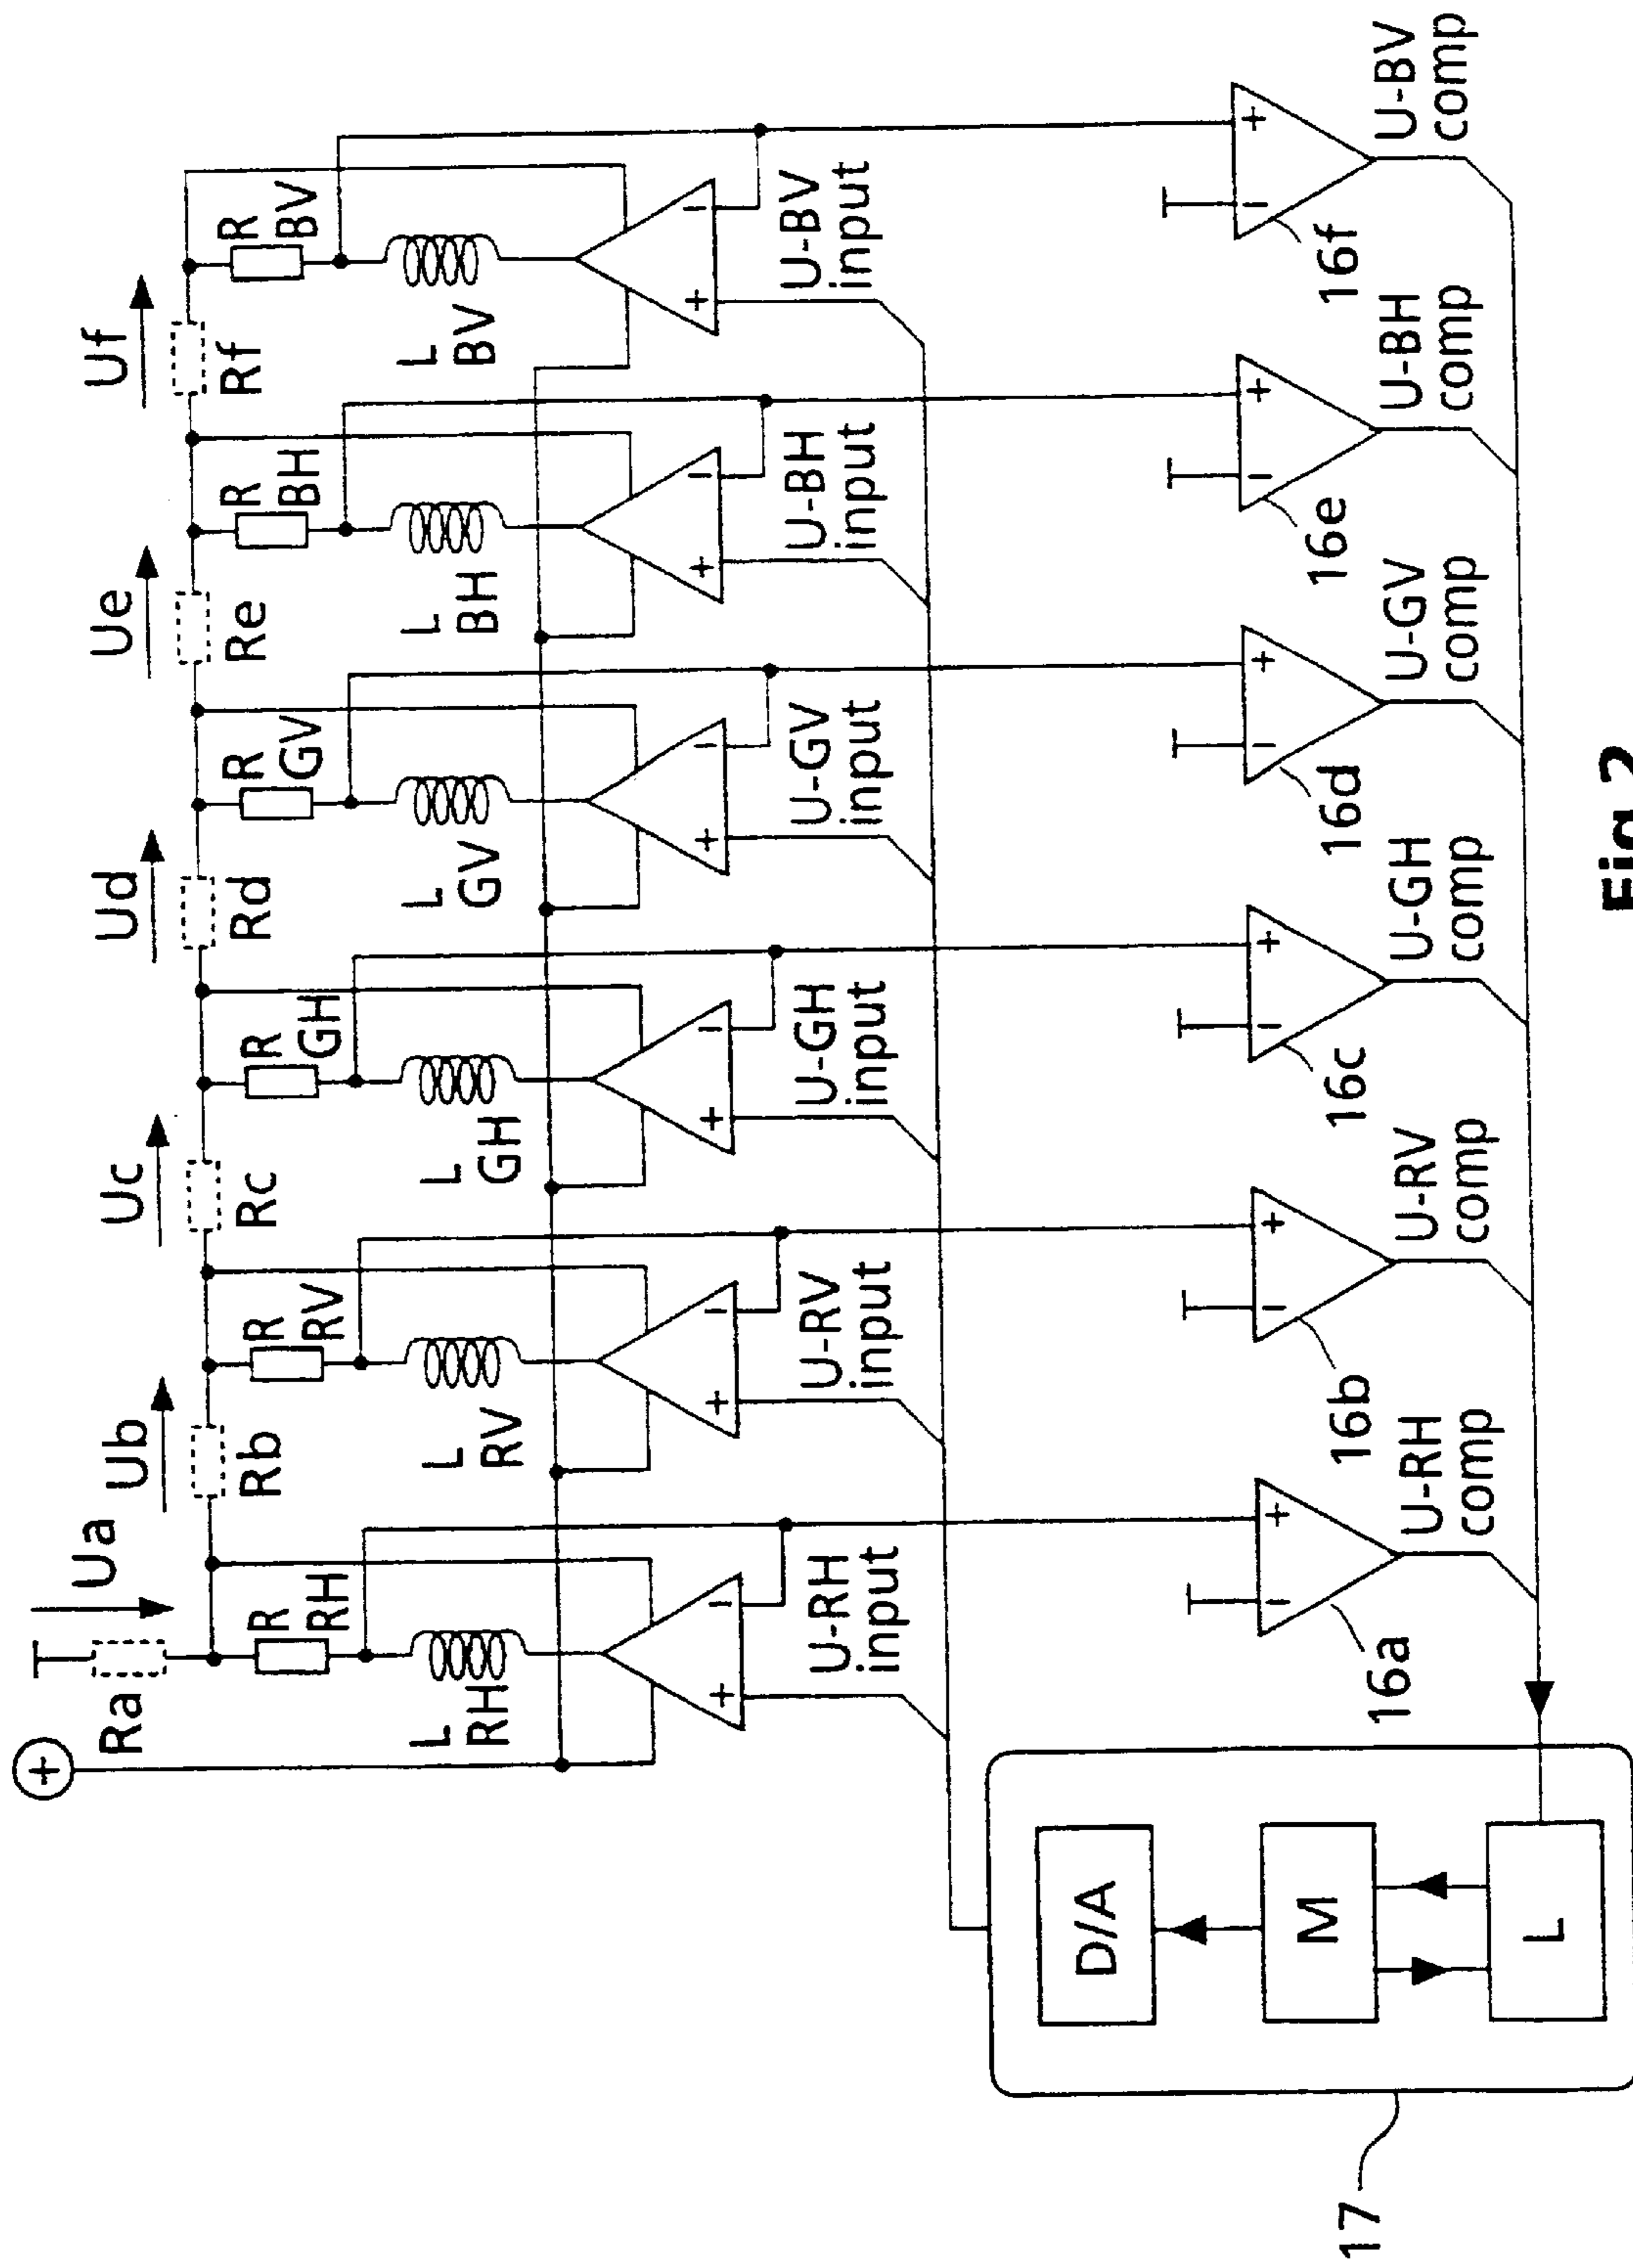 Ua
Ub
Uc
Ud
Ue
Uf
Ra
Rb
Rc
Rd
Re
Rf
+
R
RH
R
RV
R
GH
R
GV
R
BH
R
BV
L
RH
L
RV
L
GH
L
GV
L
BH
L
BV
+
−
+
−
+
−
+
−
+
−
+
−
U-RH
input
U-RV
input
U-GH
input
U-GV
input
U-BH
input
U-BV
input
−
+
−
+
−
+
−
+
−
+
−
+
16a
16b
16c
16d
16e
16f
U-RH
comp
U-RV
comp
U-GH
comp
U-GV
comp
U-BH
comp
U-BV
comp
D/A
M
L
17
Fig.2